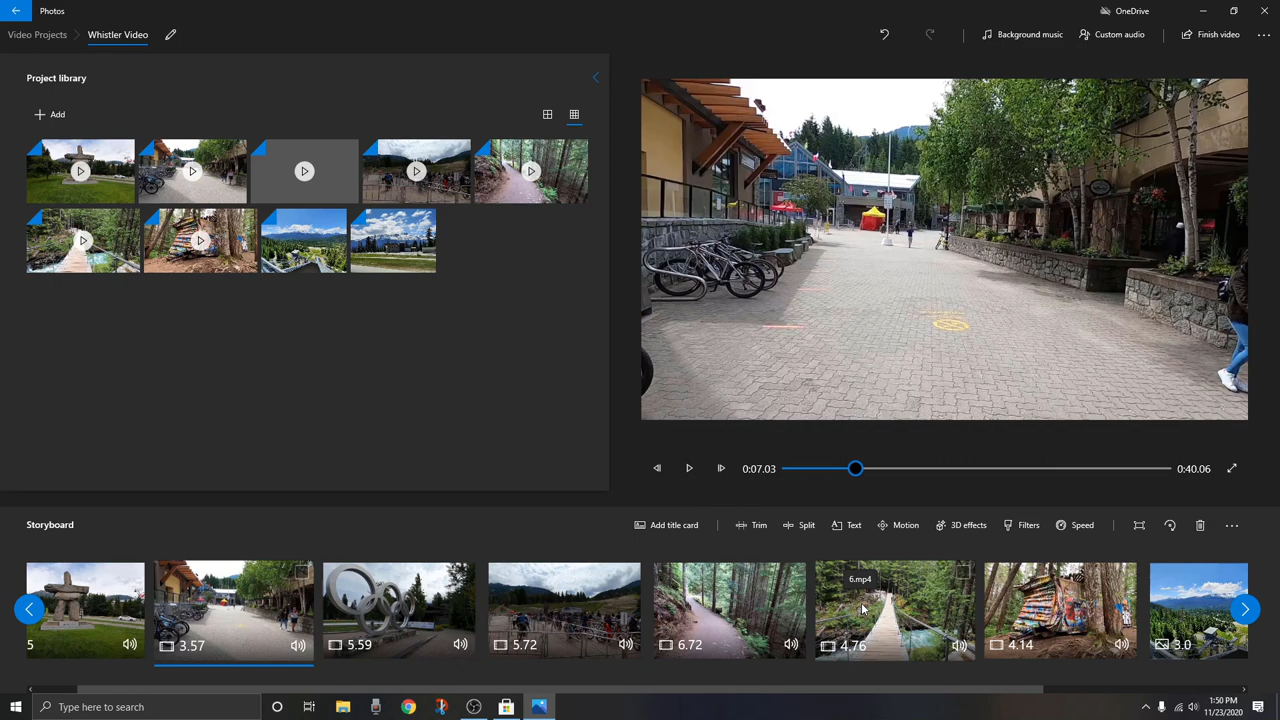 Photos
OneDrive
Video Projects
Whistler Video
Background music
Custom audio
Finish video
Project library
Add
0:07.03
0:40.06
Storyboard
Add title card
Trim
Split
Text
Motion
3D effects
Filters
Speed
6.mp4
5
3.57
5.59
5.72
6.72
4.76
4.14
3.0
Type here to search
1:50 PM
11/23/2020